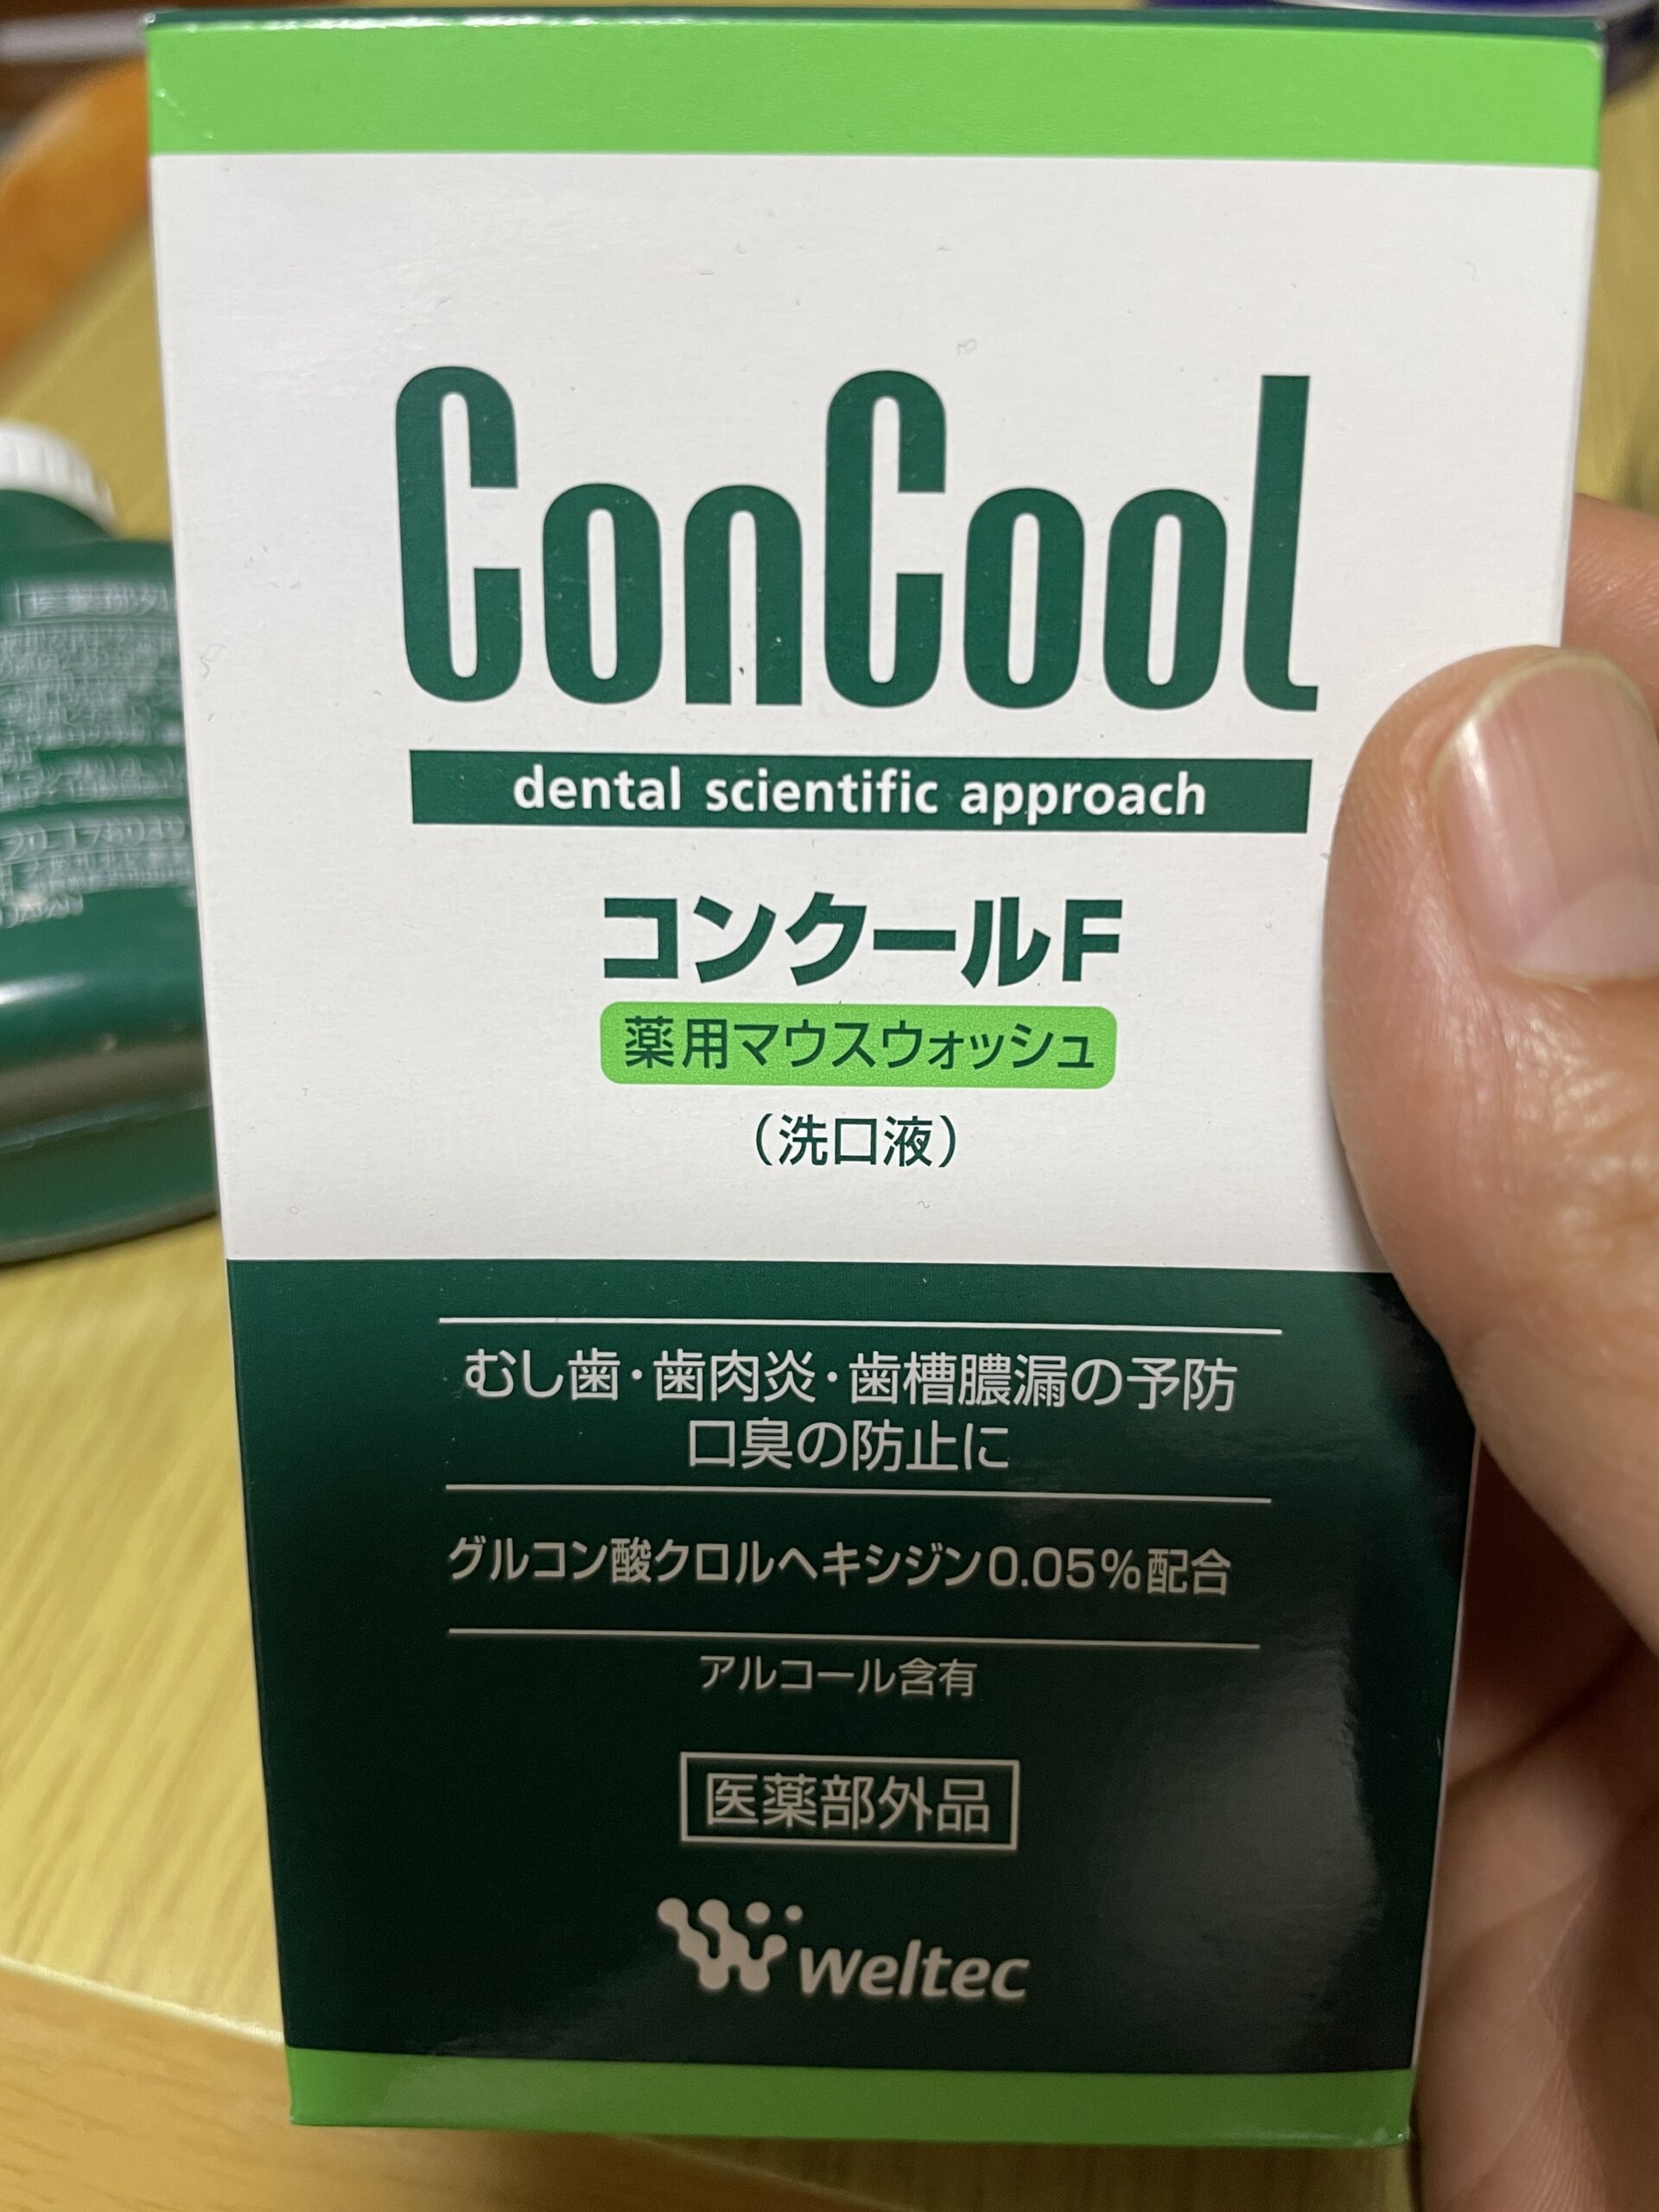 ConCool
dental scientific approach
コンクールF
薬用マウスウォッシュ
（洗口液）
むし歯・歯肉炎・歯槽膿漏の予防
口臭の防止に
グルコン酸クロルヘキシジン0.05％配合
アルコール含有
医薬部外品
weltec
JAPAN